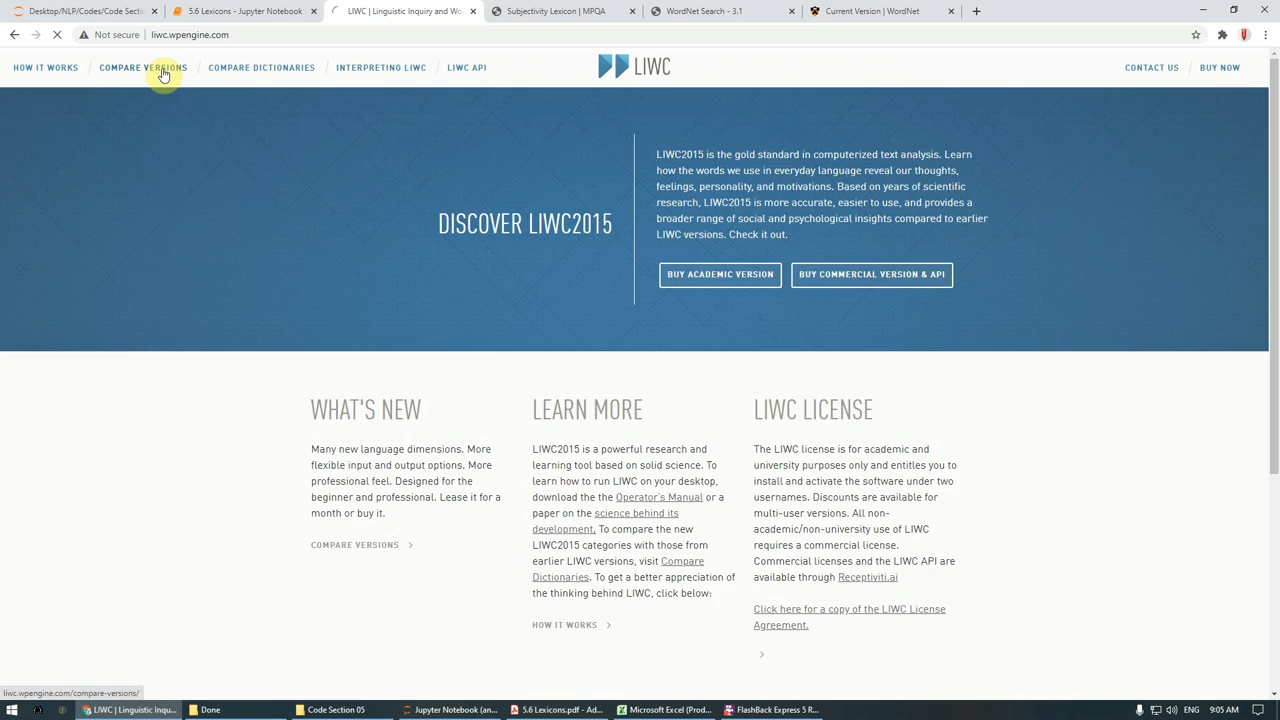 Desktop/NLP/Codes/Code Section
5.6 Lexicons - Jupyter Notebook
LIWC | Linguistic Inquiry and Wo
Subjectivity Lexicon | MPQA
WordNet Search - 3.1
Current Version | WordNet
Not secure | liwc.wpengine.com
HOW IT WORKS
COMPARE VERSIONS
COMPARE DICTIONARIES
INTERPRETING LIWC
LIWC API
LIWC
CONTACT US
BUY NOW
DISCOVER LIWC2015
LIWC2015 is the gold standard in computerized text analysis. Learn
how the words we use in everyday language reveal our thoughts,
feelings, personality, and motivations. Based on years of scientific
research, LIWC2015 is more accurate, easier to use, and provides a
broader range of social and psychological insights compared to earlier
LIWC versions. Check it out.
BUY ACADEMIC VERSION
BUY COMMERCIAL VERSION & API
WHAT'S NEW
Many new language dimensions. More
flexible input and output options. More
professional feel. Designed for the
beginner and professional. Lease it for a
month or buy it.
COMPARE VERSIONS >
LEARN MORE
LIWC2015 is a powerful research and
learning tool based on solid science. To
learn how to run LIWC on your desktop,
download the the Operator's Manual or a
paper on the science behind its
development. To compare the new
LIWC2015 categories with those from
earlier LIWC versions, visit Compare
Dictionaries. To get a better appreciation of
the thinking behind LIWC, click below:
HOW IT WORKS >
LIWC LICENSE
The LIWC license is for academic and
university purposes only and entitles you to
install and activate the software under two
usernames. Discounts are available for
multi-user versions. All non-
academic/non-university use of LIWC
requires a commercial license.
Commercial licenses and the LIWC API are
available through Receptiviti.ai
Click here for a copy of the LIWC License
Agreement.
>
liwc.wpengine.com/compare-versions/
LIWC | Linguistic Inqu...
Done
Code Section 05
Jupyter Notebook (an...
5.6 Lexicons.pdf - Ado...
Microsoft Excel (Prod...
FlashBack Express 5 R...
ENG
9:05 AM